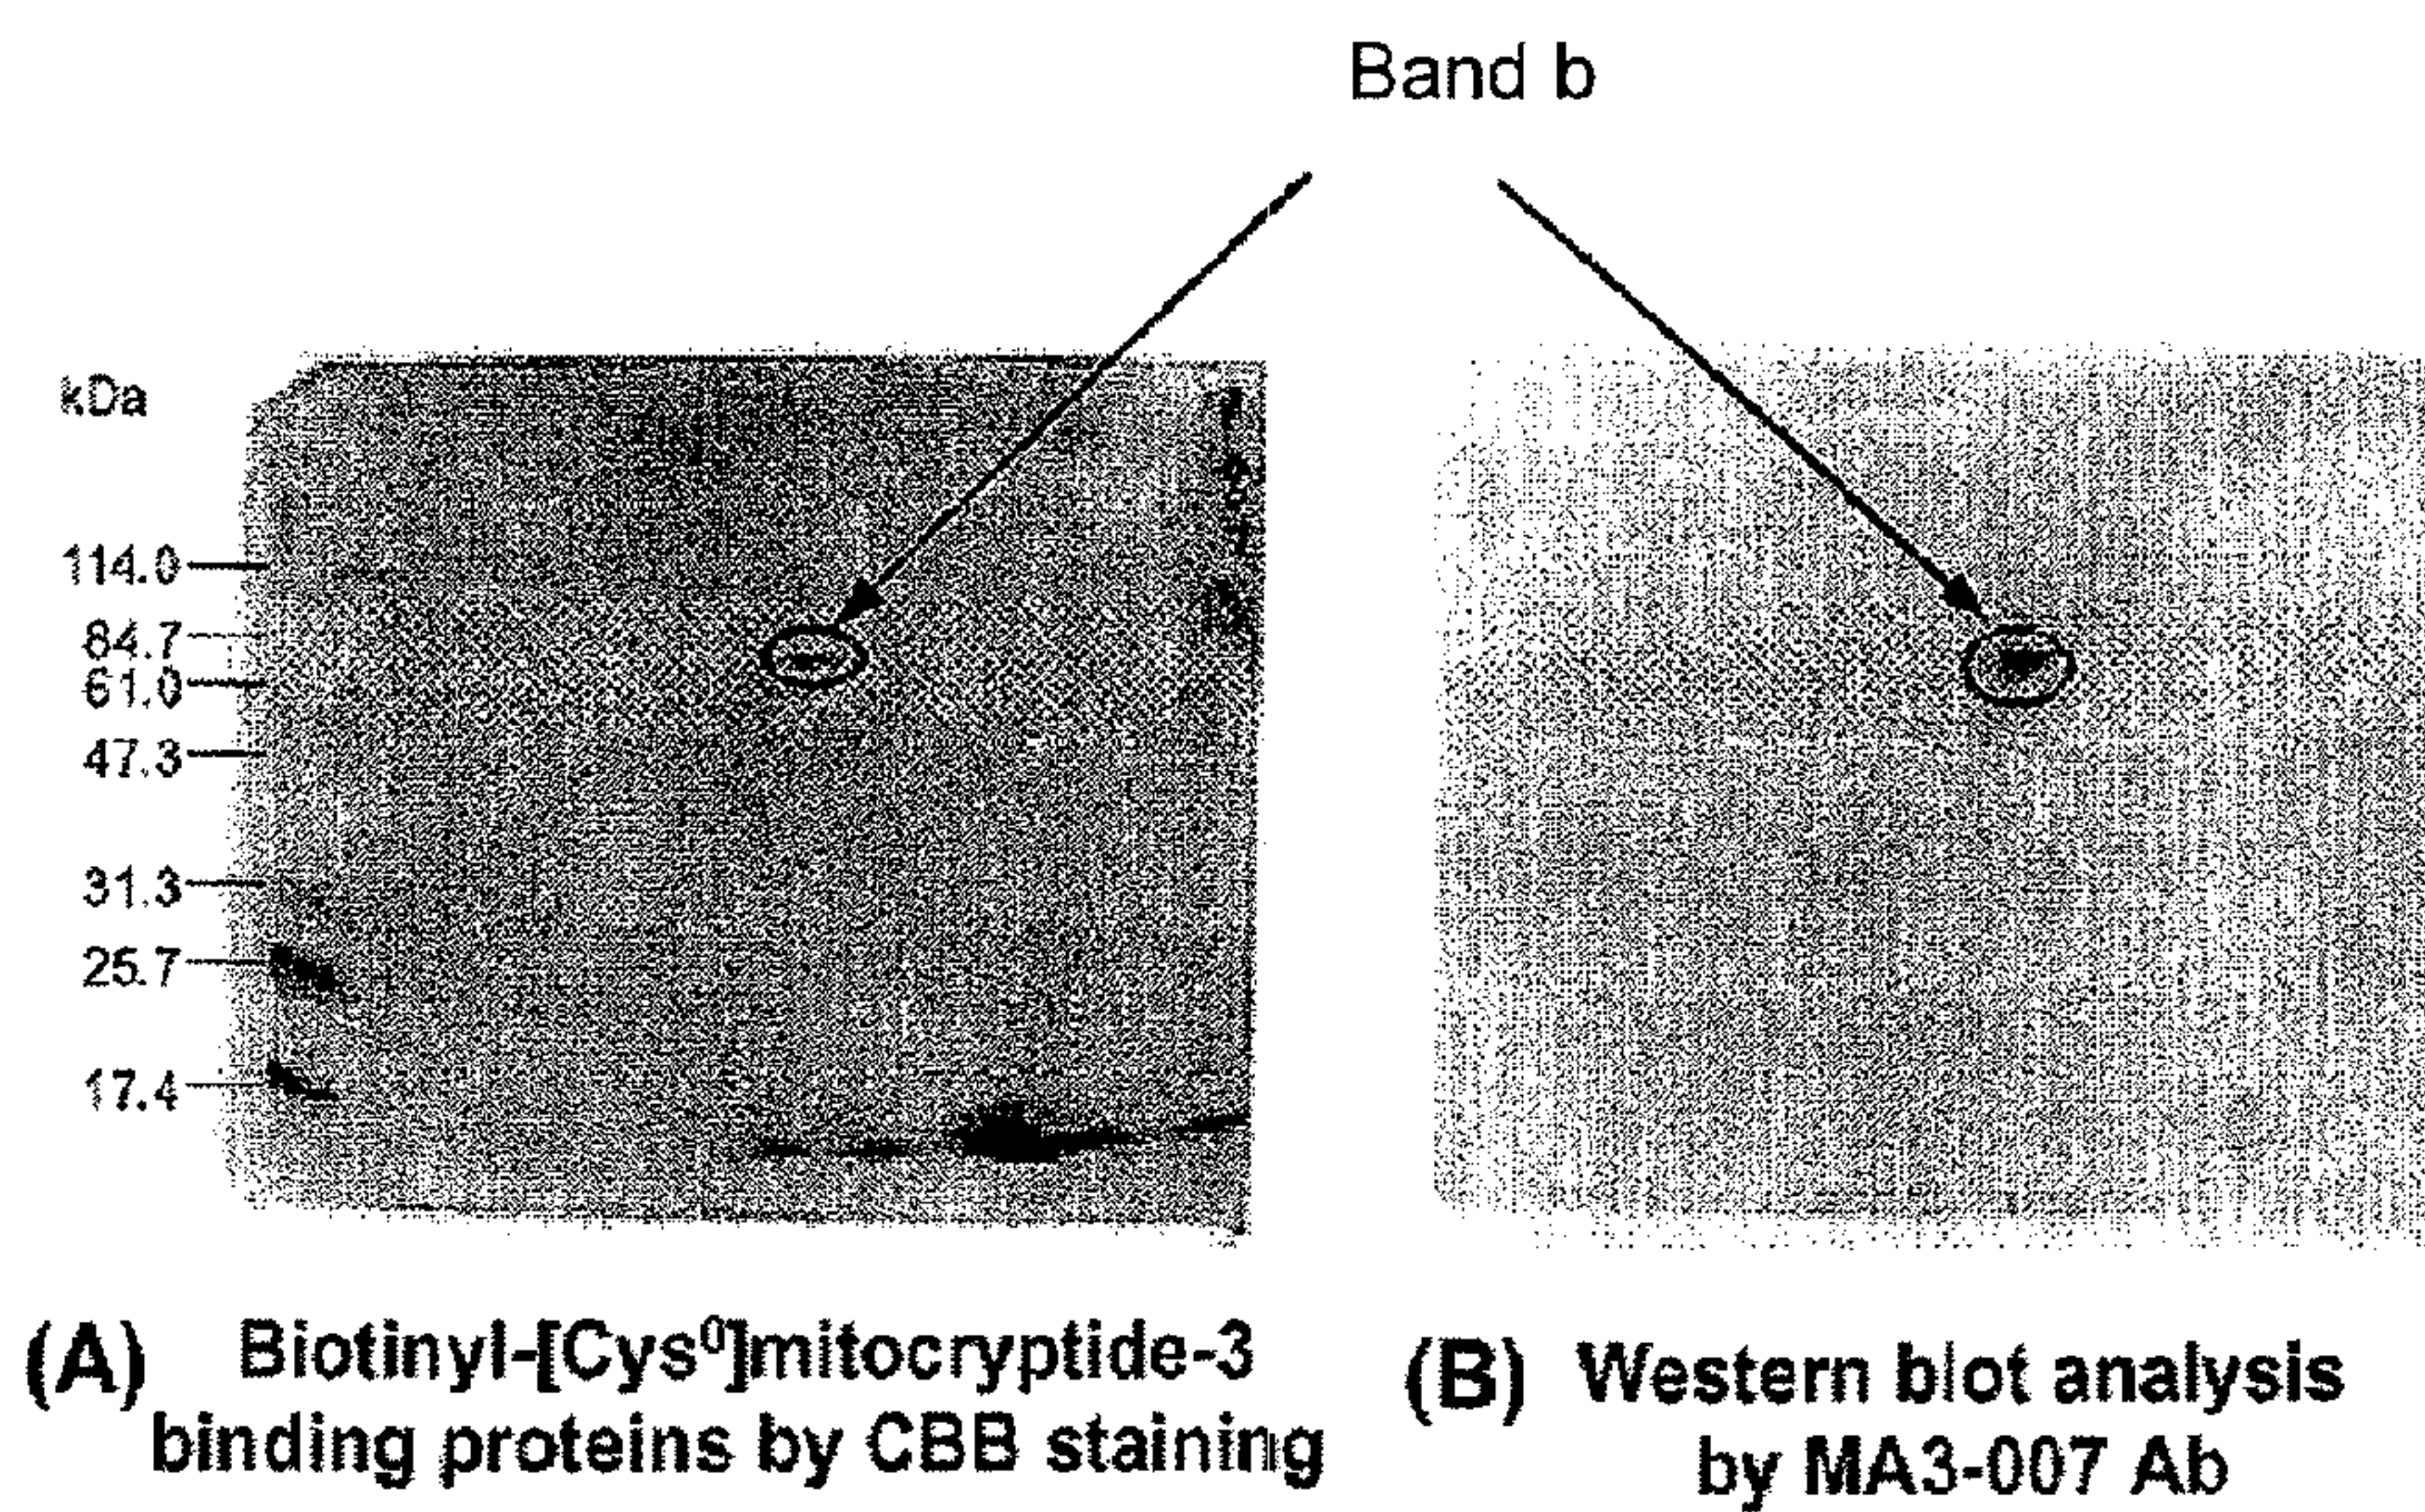 Band b
kDa
114.0
84.7
61.0
47.3
31.3
25.7
17.4
(A) Biotinyl-[Cys⁰]mitocryptide-3
binding proteins by CBB staining
(B) Western blot analysis
by MA3-007 Ab